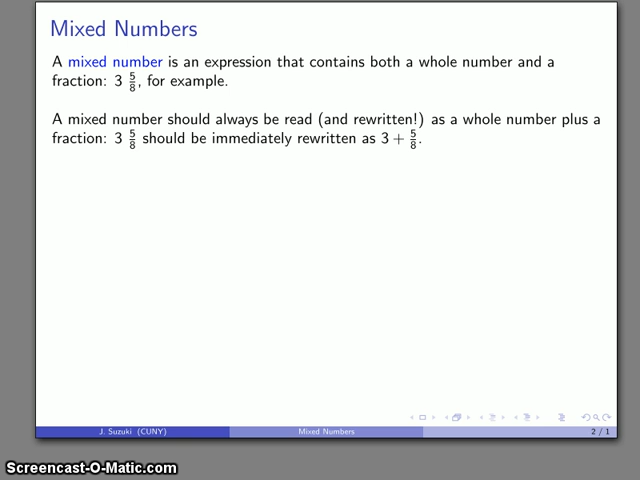 Mixed Numbers
A mixed number is an expression that contains both a whole number and a
fraction: 3 5/8, for example.
A mixed number should always be read (and rewritten!) as a whole number plus a
fraction: 3 5/8 should be immediately rewritten as 3 + 5/8.
J. Suzuki (CUNY) Mixed Numbers 2 / 1
Screencast-O-Matic.com